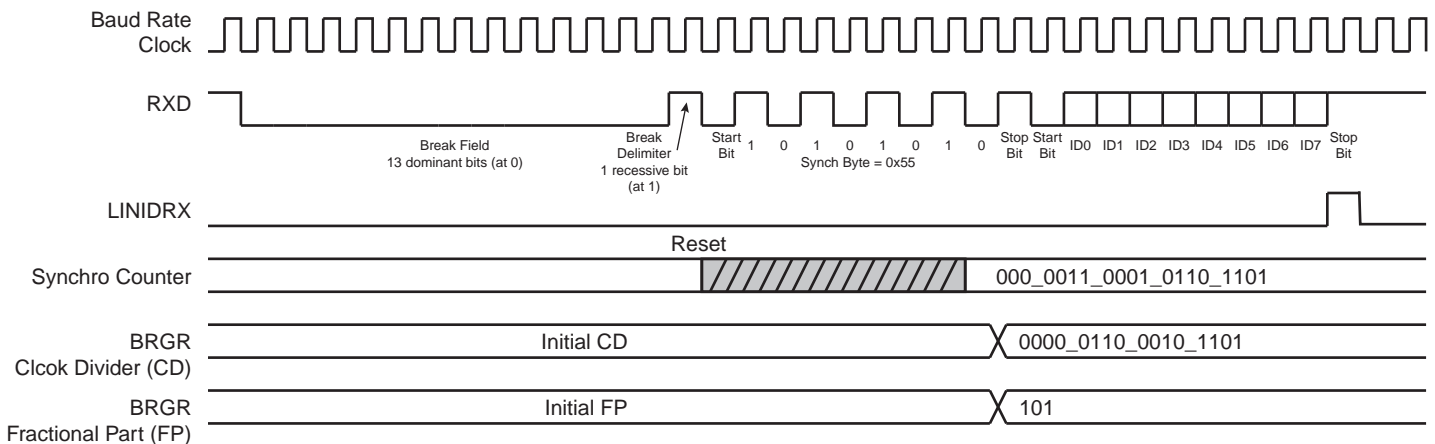 Baud Rate
Clock
RXD
Break Field
13 dominant bits (at 0)
Break
Delimiter
1 recessive bit
(at 1)
Start
Bit
1 0 1 0 1 0 1 0
Synch Byte = 0x55
Stop
Bit
Start
Bit
ID0 ID1 ID2 ID3 ID4 ID5 ID6 ID7
Stop
Bit
LINIDRX
Reset
Synchro Counter
000_0011_0001_0110_1101
BRGR
Clcok Divider (CD)
Initial CD
0000_0110_0010_1101
BRGR
Fractional Part (FP)
Initial FP
101